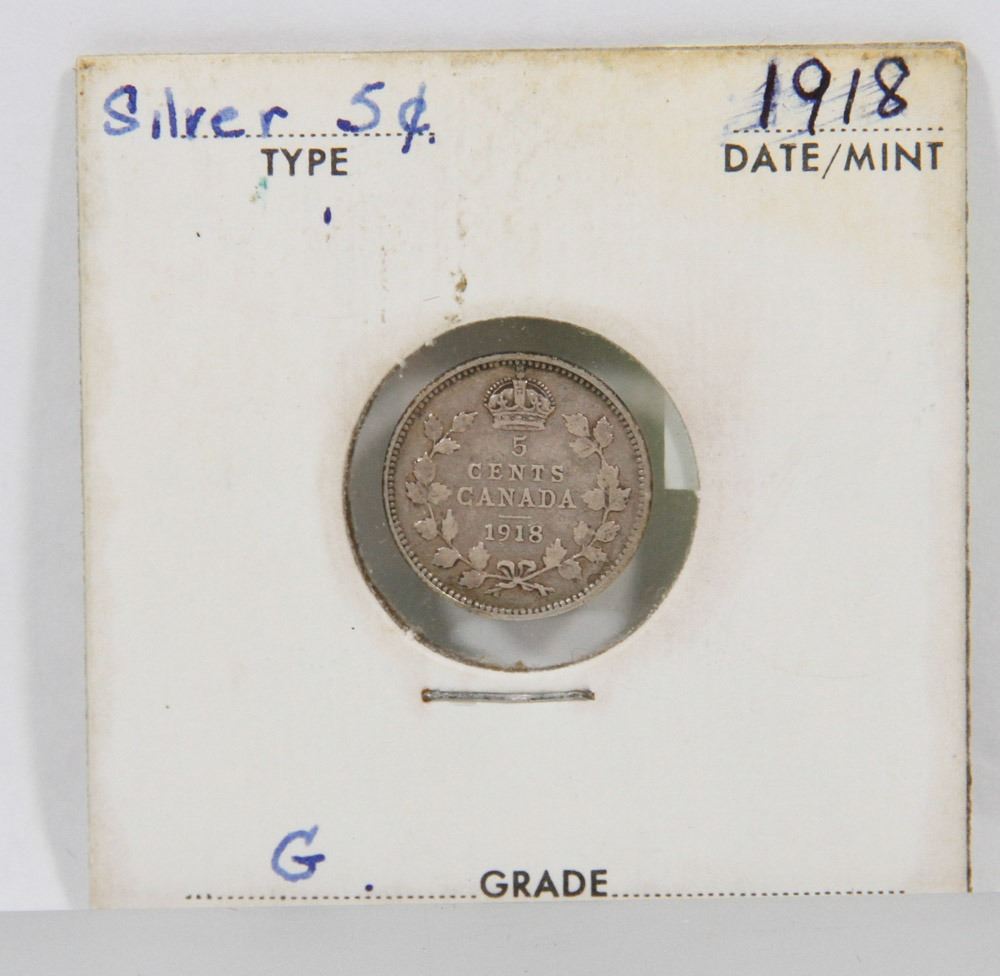 Silver 5¢ 1918
TYPE DATE/MINT
5
CENTS
CANADA
1918
G
GRADE